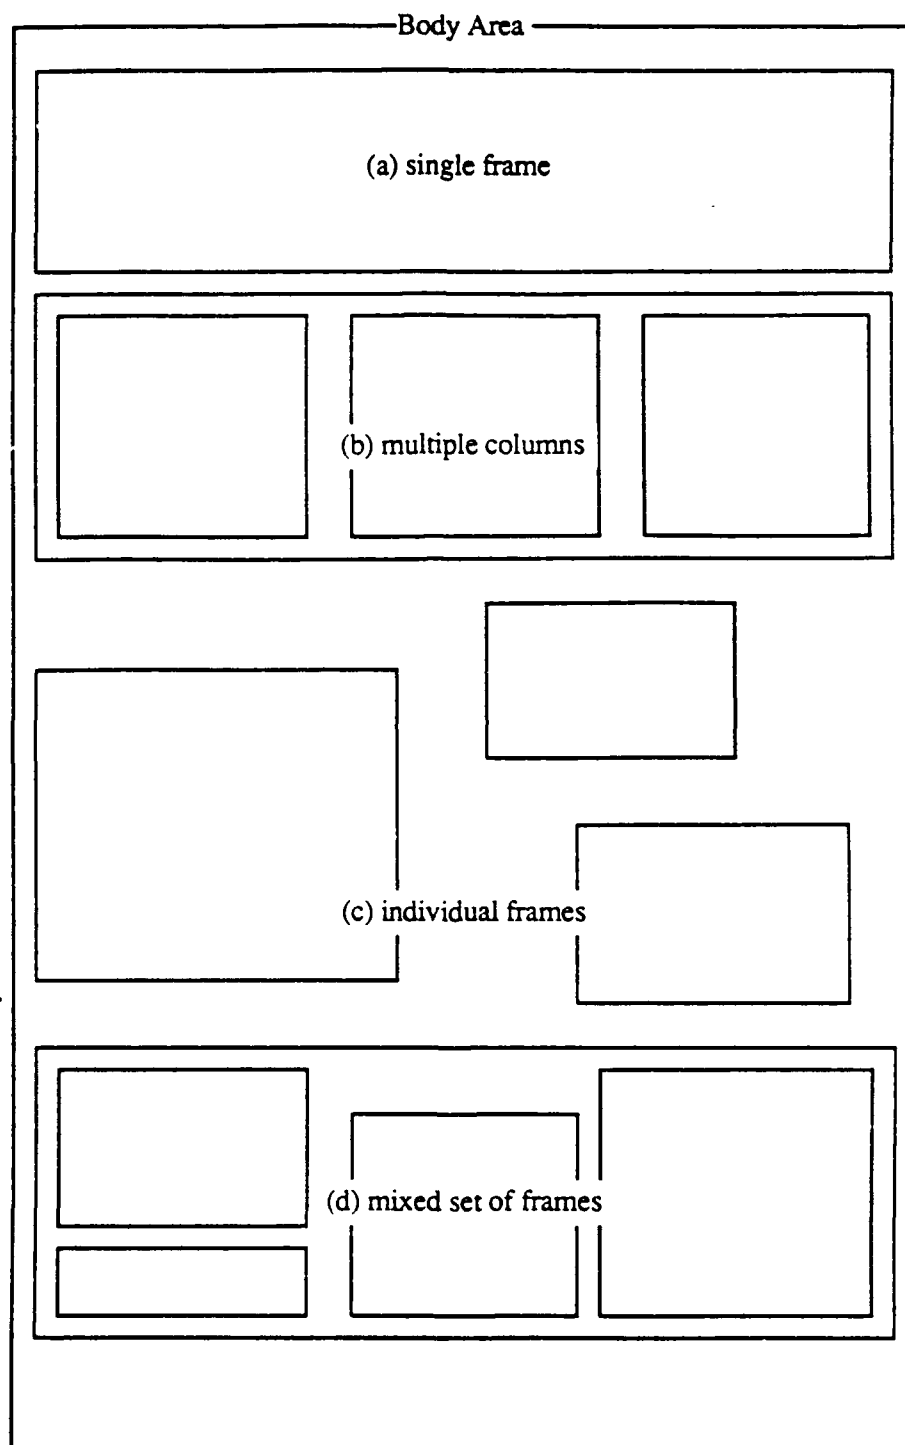 Body Area
(a) single frame
(b) multiple columns
(c) individual frames
(d) mixed set of frames